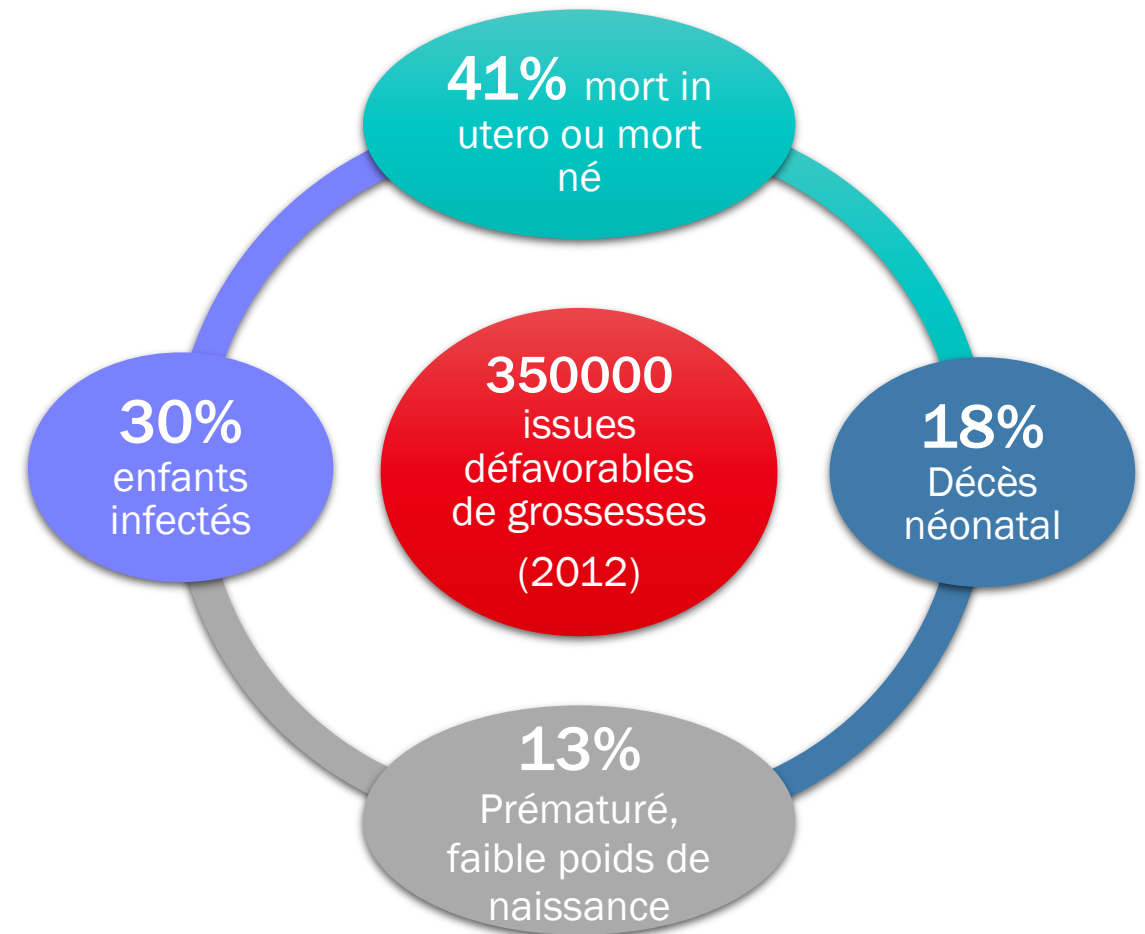 41% mort in
utero ou mort
né
30%
enfants
infectés
350000
issues
défavorables
de grossesses
(2012)
18%
Décès
néonatal
13%
Prématuré,
faible poids de
naissance